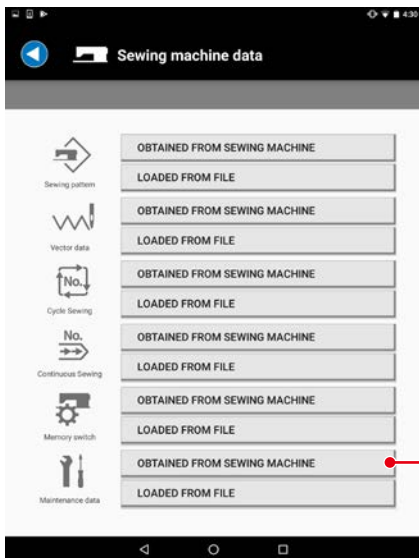 4:30
Sewing machine data
OBTAINED FROM SEWING MACHINE
LOADED FROM FILE
Sewing pattern
OBTAINED FROM SEWING MACHINE
LOADED FROM FILE
Vector data
OBTAINED FROM SEWING MACHINE
No.
LOADED FROM FILE
Cycle Sewing
OBTAINED FROM SEWING MACHINE
No.
LOADED FROM FILE
Continuous Sewing
OBTAINED FROM SEWING MACHINE
LOADED FROM FILE
Memory switch
OBTAINED FROM SEWING MACHINE
LOADED FROM FILE
Maintenance data